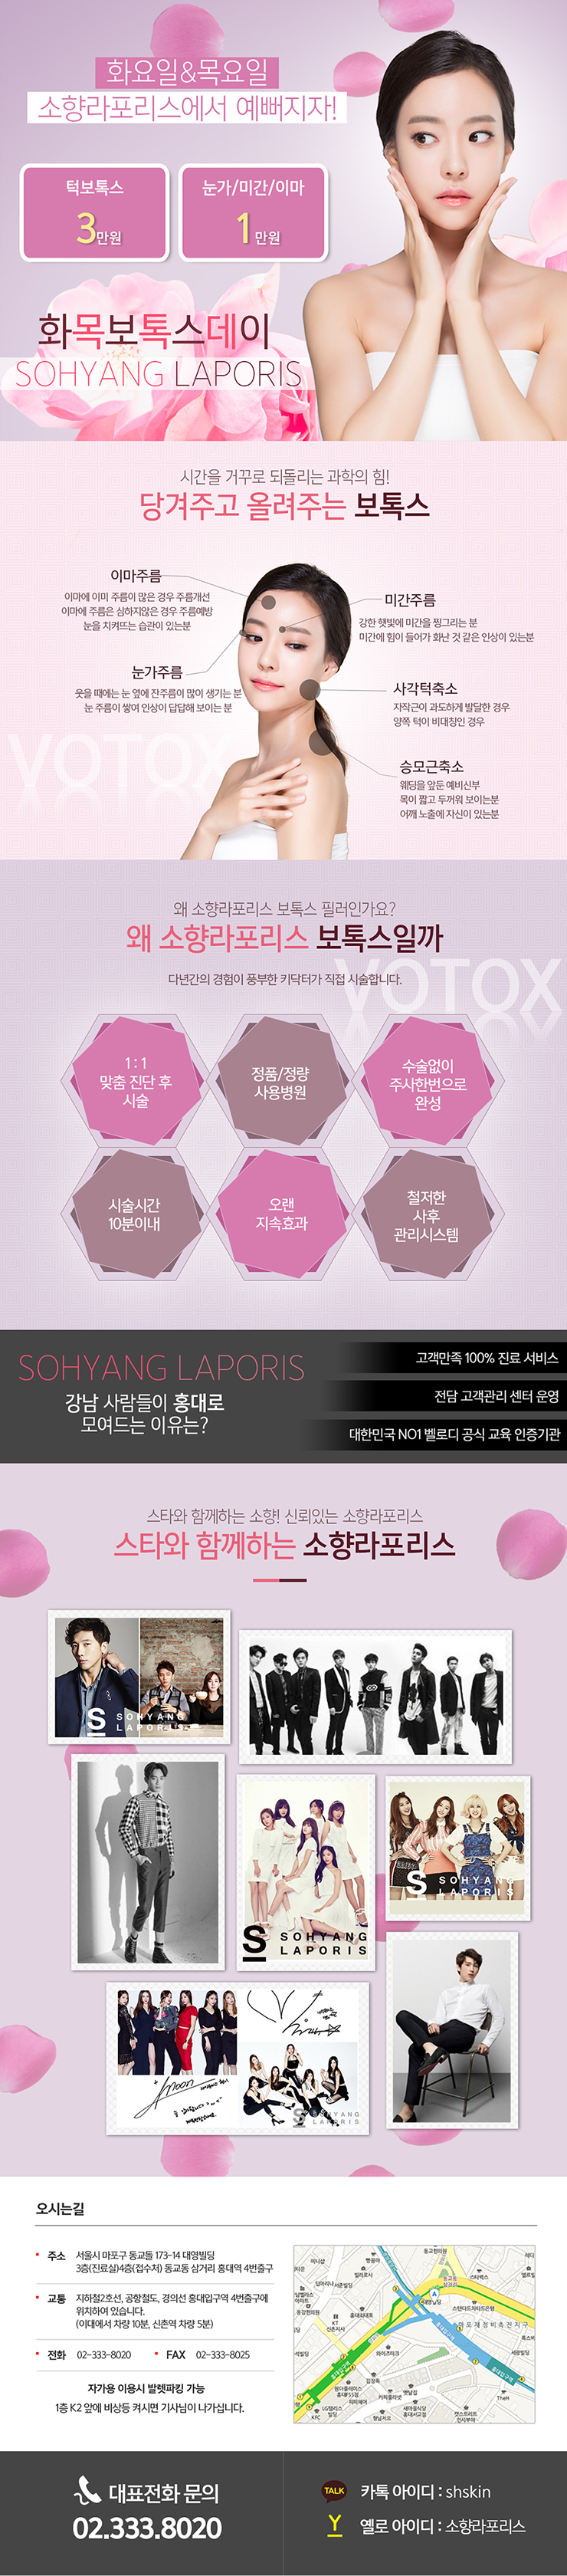 화요일&목요일
소향라포리스에서 예뻐지자!
턱보톡스
3만원
눈가/미간/이마
1만원
화목보톡스데이
SOHYANG LAPORIS
시간을 거꾸로 되돌리는 과학의 힘!
당겨주고 올려주는 보톡스
이마주름
이마에 이미 주름이 많은 경우 주름개선
이마에 주름은 심하지않은 경우 주름예방
눈을 치켜뜨는 습관이 있는분
미간주름
강한 햇빛에 미간을 찡그리는 분
미간에 힘이 들어가 화난 것 같은 인상이 있는분
눈가주름
웃을 때에는 눈 옆에 잔주름이 많이 생기는 분
눈 주름이 쌓여 인상이 답답해 보이는 분
사각턱축소
저작근이 과도하게 발달한 경우
양쪽 턱이 비대칭인 경우
승모근축소
웨딩을 앞둔 예비신부
목이 짧고 두꺼워 보이는분
어깨 노출에 자신이 있는분
VOTOX
왜 소향라포리스 보톡스 필러인가요?
왜 소향라포리스 보톡스일까
다년간의 경험이 풍부한 키닥터가 직접 시술합니다.
VOTOX
1 : 1
맞춤 진단 후
시술
정품/정량
사용병원
수술없이
주사한번으로
완성
시술시간
10분이내
오랜
지속효과
철저한
사후
관리시스템
SOHYANG LAPORIS
강남 사람들이 홍대로
모여드는 이유는?
고객만족 100% 진료 서비스
전담 고객관리 센터 운영
대한민국 NO1 벨로디 공식 교육 인증기관
스타와 함께하는 소향! 신뢰있는 소향라포리스
스타와 함께하는 소향라포리스
S SOHYANG
LAPORIS
S SOHYANG
LAPORIS
S SOHYANG
LAPORIS
S SOHYANG
LAPORIS
오시는길
주소 서울시 마포구 동교돌 173-14 대영빌딩
3층(진료실)4층(접수처) 동교동 삼거리 홍대역 4번출구
교통 지하철2호선, 공항철도, 경의선 홍대입구역 4번출구에
위치하여 있습니다.
(이대에서 차량 10분, 신촌역 차량 5분)
전화 02-333-8020 FAX 02-333-8025
자가용 이용시 발렛파킹 가능
1층 K2 앞에 비상등 켜시면 기사님이 나가십니다.
대표전화 문의
02.333.8020
TALK 카톡 아이디 : shskin
Y 옐로 아이디 : 소향라포리스